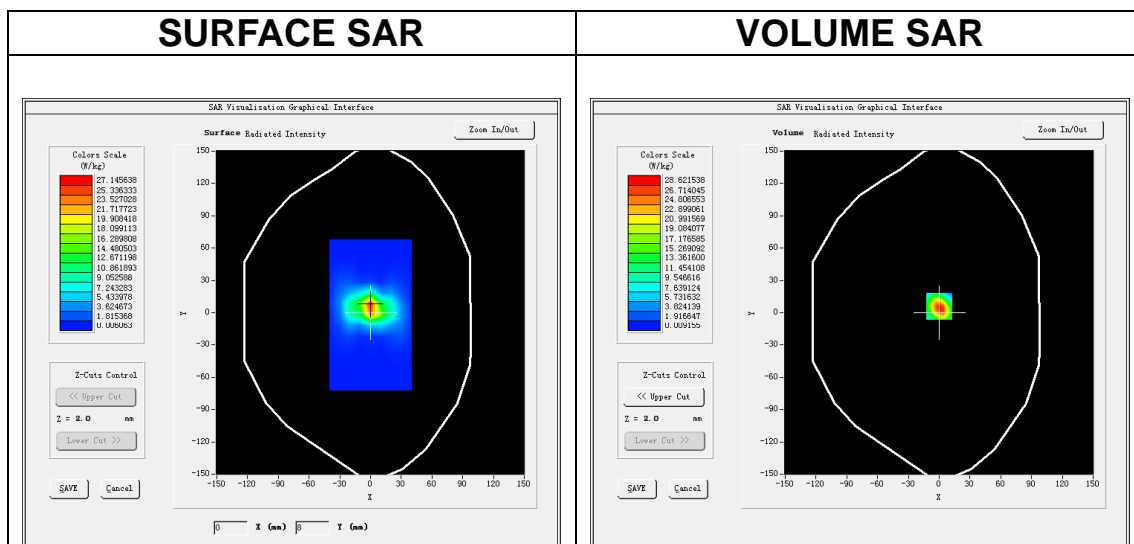 SURFACE SAR
VOLUME SAR
SAR Visualisation Graphical Interface
Surface Radiated Intensity
Zoom In/Out
Colors Scale
(W/kg)
27.145638
25.336333
23.527028
21.717723
19.908418
18.099113
16.289808
14.480503
12.671198
10.861893
9.052588
7.243283
5.433978
3.624673
1.815368
0.006063
Z-Cuts Control
<< Upper Cut
Z = 2.0 mm
Lower Cut >>
SAVE Cancel
150
120
90
60
30
0
-30
-60
-90
-120
-150
Y
-150 -120 -90 -60 -30 0 30 60 90 120 150
X
0 X (mm) 8 Y (mm)
SAR Visualisation Graphical Interface
Volume Radiated Intensity
Zoom In/Out
Colors Scale
(W/kg)
28.621538
26.714045
24.806553
22.899061
20.991569
19.084077
17.176585
15.269092
13.361600
11.454108
9.546616
7.639124
5.731632
3.824139
1.916647
0.009155
Z-Cuts Control
<< Upper Cut
Z = 2.0 mm
Lower Cut >>
SAVE Cancel
150
120
90
60
30
0
-30
-60
-90
-120
-150
Y
-150 -120 -90 -60 -30 0 30 60 90 120 150
X